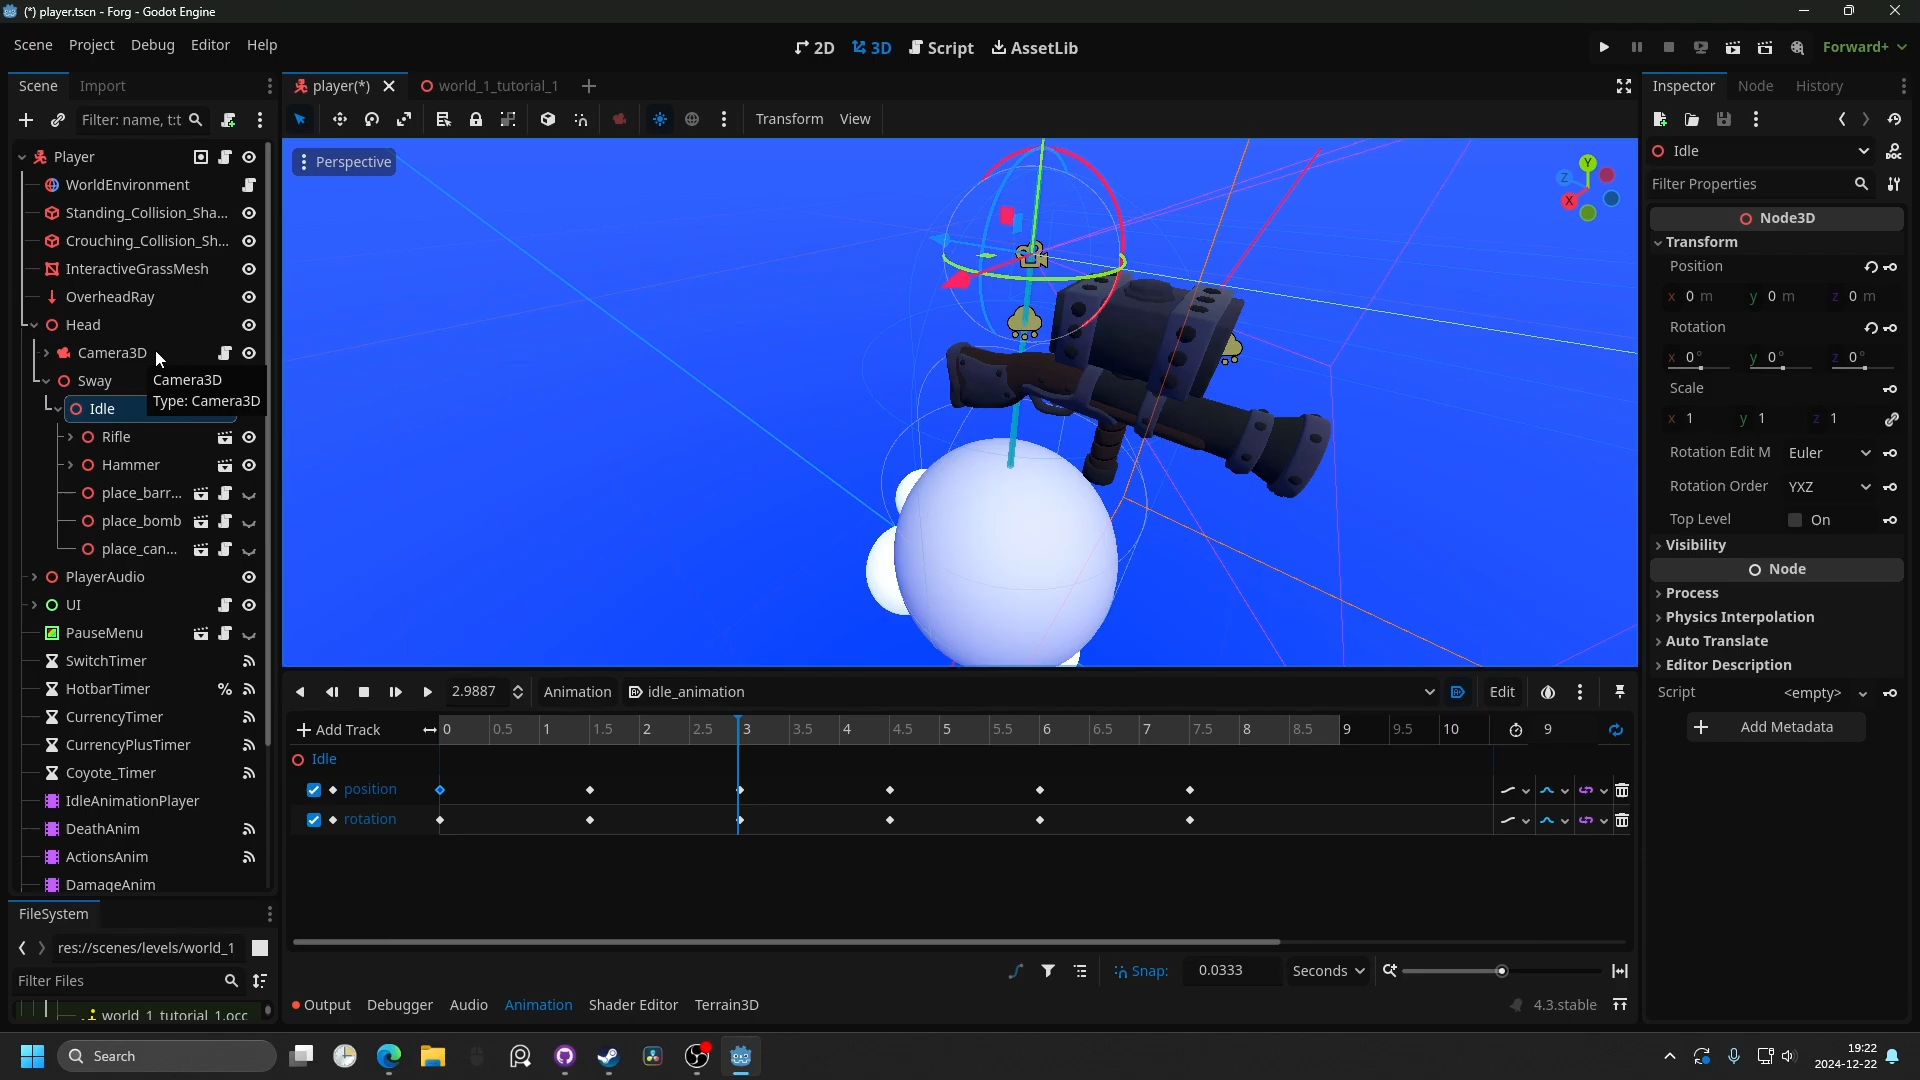 (*) player.tscn - Forg - Godot Engine
Scene Project Debug Editor Help
2D 3D Script AssetLib
Forward+
Scene Import
player(*) world_1_tutorial_1
Inspector Node History
Filter: name, t:t
Transform View
Perspective
Player
WorldEnvironment
Standing_Collision_Sha...
Crouching_Collision_Sh...
InteractiveGrassMesh
OverheadRay
Head
Camera3D
Sway
Camera3D
Type: Camera3D
Idle
Rifle
Hammer
place_barr...
place_bomb
place_can...
PlayerAudio
UI
PauseMenu
SwitchTimer
HotbarTimer
CurrencyTimer
CurrencyPlusTimer
Coyote_Timer
IdleAnimationPlayer
DeathAnim
ActionsAnim
DamageAnim
FileSystem
res://scenes/levels/world_1
Filter Files
world_1_tutorial_1.occ
Y
Z
X
2.9887 Animation idle_animation Edit
Add Track 0 0.5 1 1.5 2 2.5 3 3.5 4 4.5 5 5.5 6 6.5 7 7.5 8 8.5 9 9.5 10 9
Idle
position
rotation
Snap: 0.0333 Seconds
Output Debugger Audio Animation Shader Editor Terrain3D 4.3.stable
Idle
Filter Properties
Node3D
Transform
Position
x 0 m y 0 m z 0 m
Rotation
x 0° y 0° z 0°
Scale
x 1 y 1 z 1
Rotation Edit M Euler
Rotation Order YXZ
Top Level On
Visibility
Node
Process
Physics Interpolation
Auto Translate
Editor Description
Script <empty>
Add Metadata
Search
19:22
2024-12-22